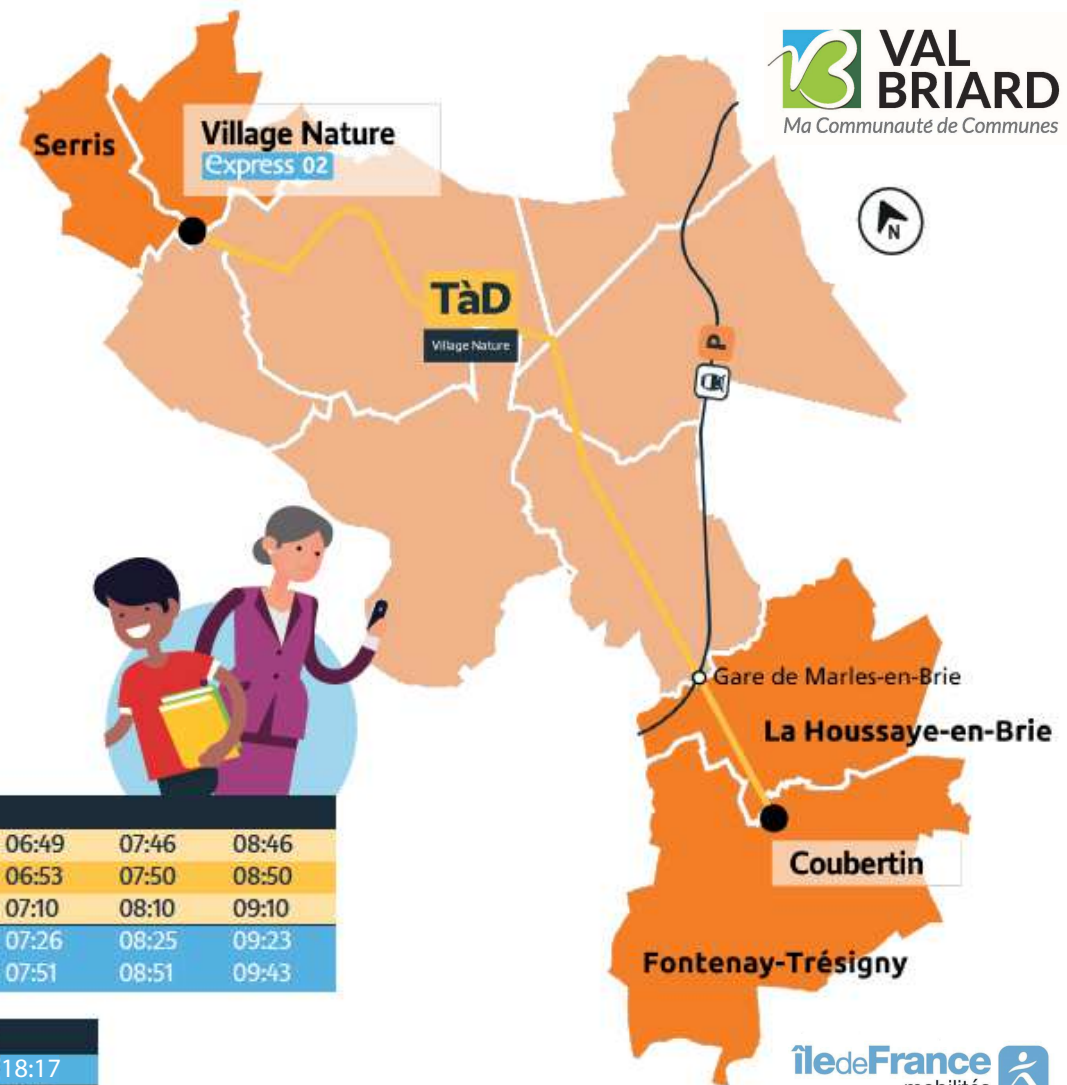 VAL
BRIARD
Ma Communauté de Communes
Serris
Village Nature
express 02
N
TàD
Village Nature
P
Gare de Marles-en-Brie
La Houssaye-en-Brie
Coubertin
Fontenay-Trésigny
06:49 07:46 08:46
06:53 07:50 08:50
07:10 08:10 09:10
07:26 08:25 09:23
07:51 08:51 09:43
18:17
îledeFrance
mobilités